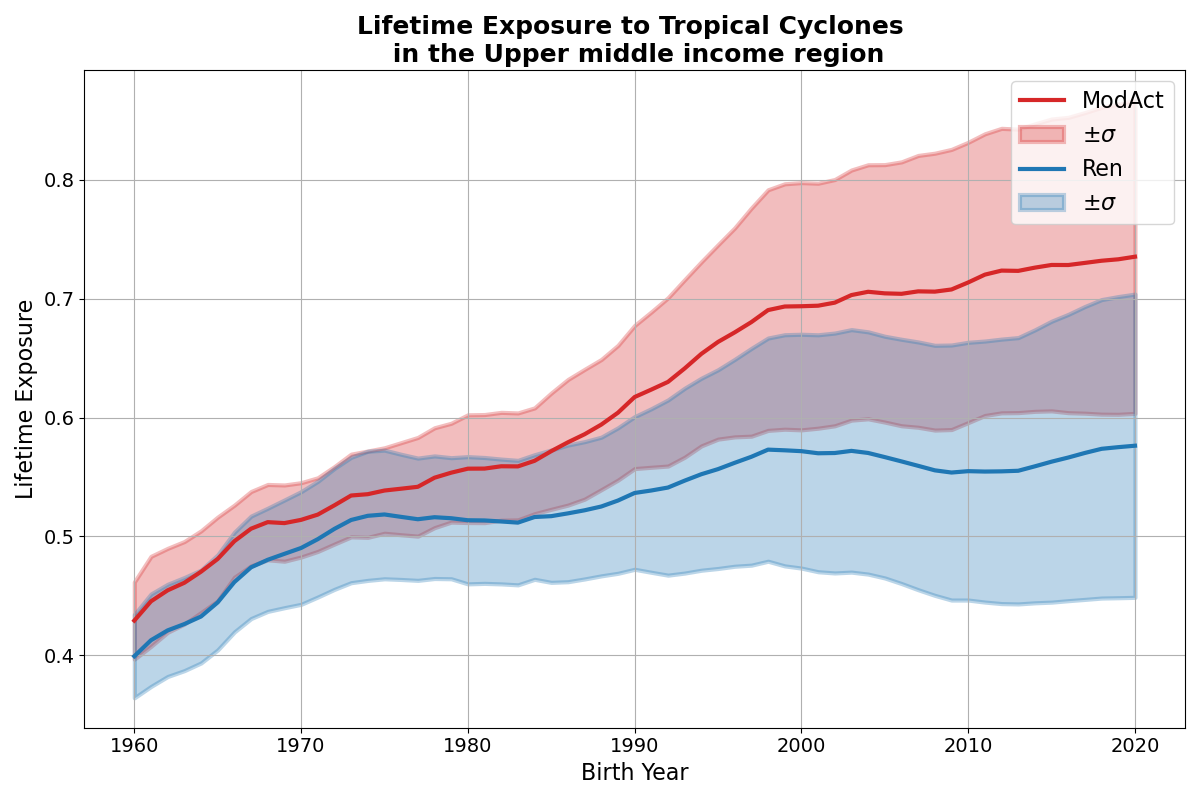 Lifetime Exposure to Tropical Cyclones
in the Upper middle income region
ModAct
±σ
Ren
±σ
Lifetime Exposure
0.8
0.7
0.6
0.5
0.4
1960 1970 1980 1990 2000 2010 2020
Birth Year